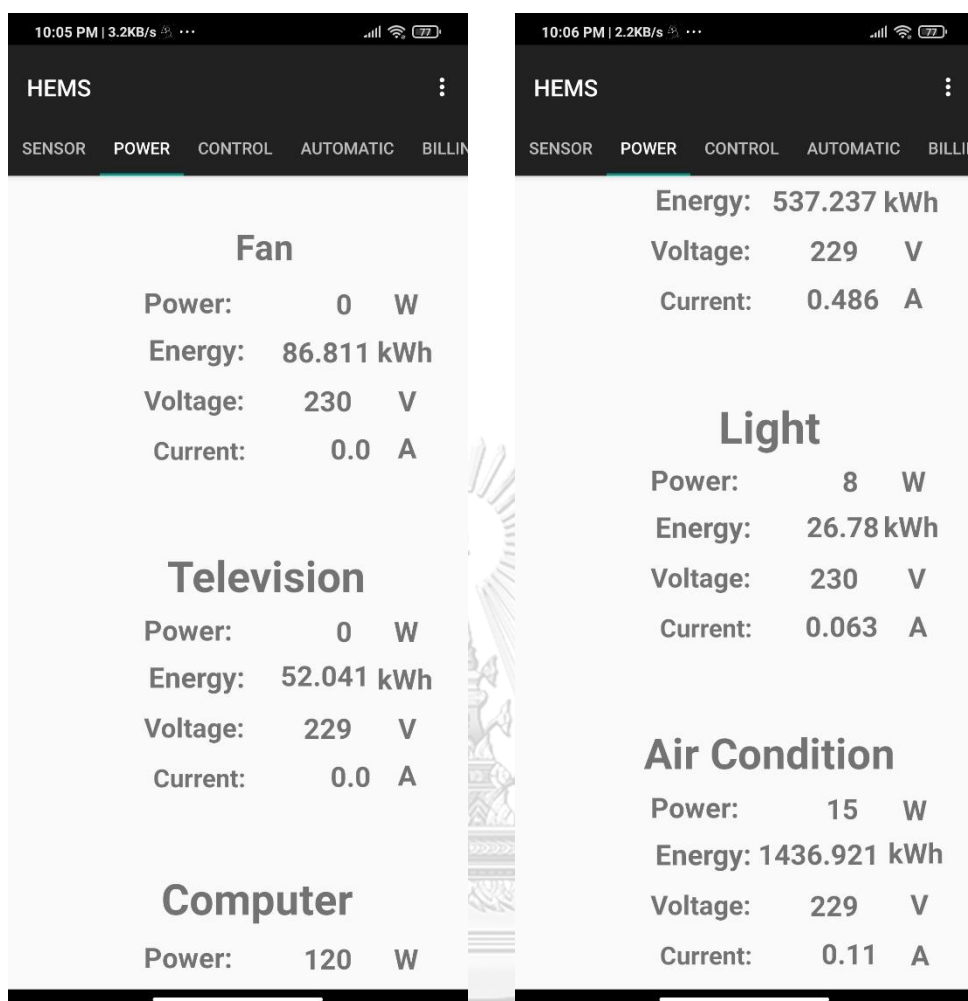 10:05 PM | 3.2KB/s ... 77
HEMS
SENSOR POWER CONTROL AUTOMATIC BILLIN
Fan
Power: 0 W
Energy: 86.811 kWh
Voltage: 230 V
Current: 0.0 A
Television
Power: 0 W
Energy: 52.041 kWh
Voltage: 229 V
Current: 0.0 A
Computer
Power: 120 W
10:06 PM | 2.2KB/s ... 77
HEMS
SENSOR POWER CONTROL AUTOMATIC BILLI
Energy: 537.237 kWh
Voltage: 229 V
Current: 0.486 A
Light
Power: 8 W
Energy: 26.78 kWh
Voltage: 230 V
Current: 0.063 A
Air Condition
Power: 15 W
Energy: 1436.921 kWh
Voltage: 229 V
Current: 0.11 A